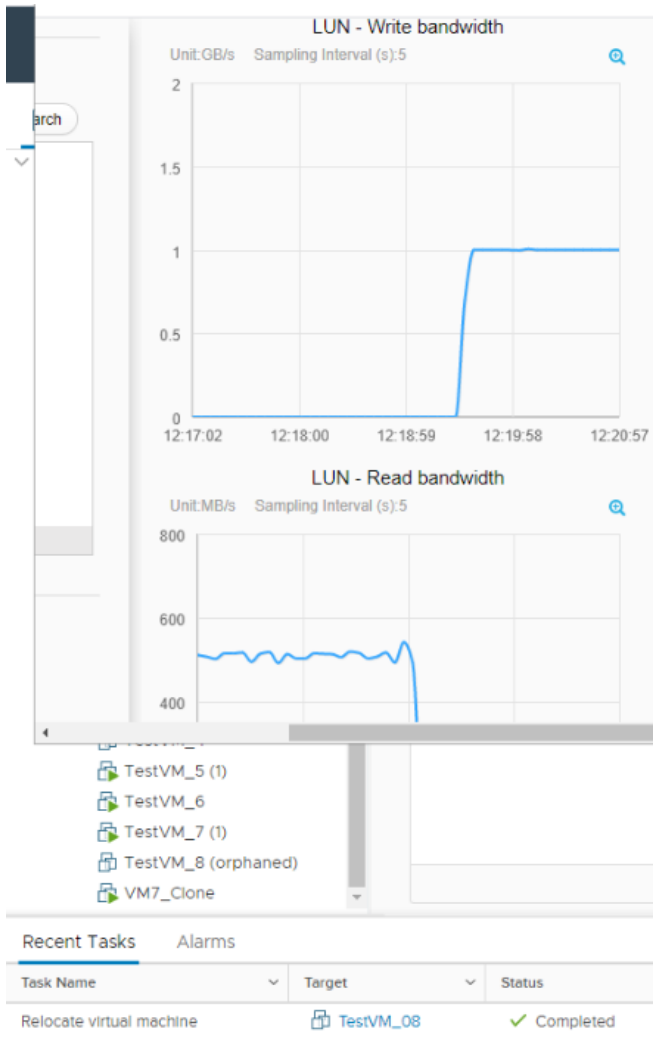 LUN - Write bandwidth
Unit:GB/s Sampling Interval (s):5
2
arch
1.5
1
0.5
0
12:17:02 12:18:00 12:18:59 12:19:58 12:20:57
LUN - Read bandwidth
Unit:MB/s Sampling Interval (s):5
800
600
400
TestVM_5 (1)
TestVM_6
TestVM_7 (1)
TestVM_8 (orphaned)
VM7_Clone
Recent Tasks Alarms
Task Name Target Status
Relocate virtual machine TestVM_08 Completed